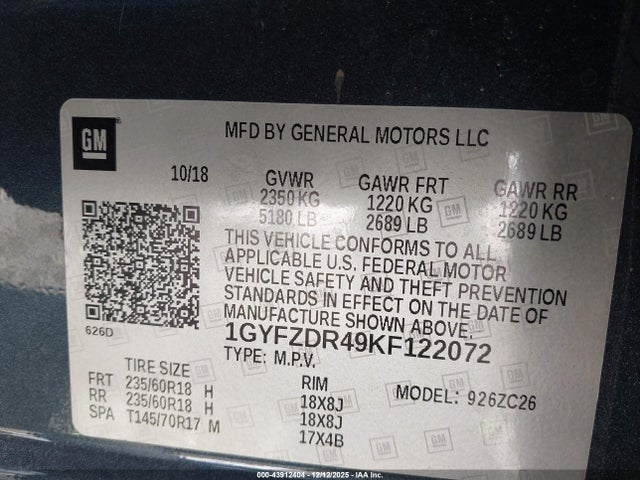 GM
MFD BY GENERAL MOTORS LLC
10/18
GVWR GAWR FRT GAWR RR
2350 KG 1220 KG 1220 KG
5180 LB 2689 LB 2689 LB
THIS VEHICLE CONFORMS TO ALL
APPLICABLE U.S. FEDERAL MOTOR
VEHICLE SAFETY AND THEFT PREVENTION
STANDARDS IN EFFECT ON THE DATE OF
MANUFACTURE SHOWN ABOVE.
626D
1GYFZDR49KF122072
TYPE: M.P.V.
TIRE SIZE RIM MODEL: 926ZC26
FRT 235/60R18 H 18X8J
RR 235/60R18 H 18X8J
SPA T145/70R17 M 17X4B
000-43912404 - 12/12/2025 - IAA Inc.